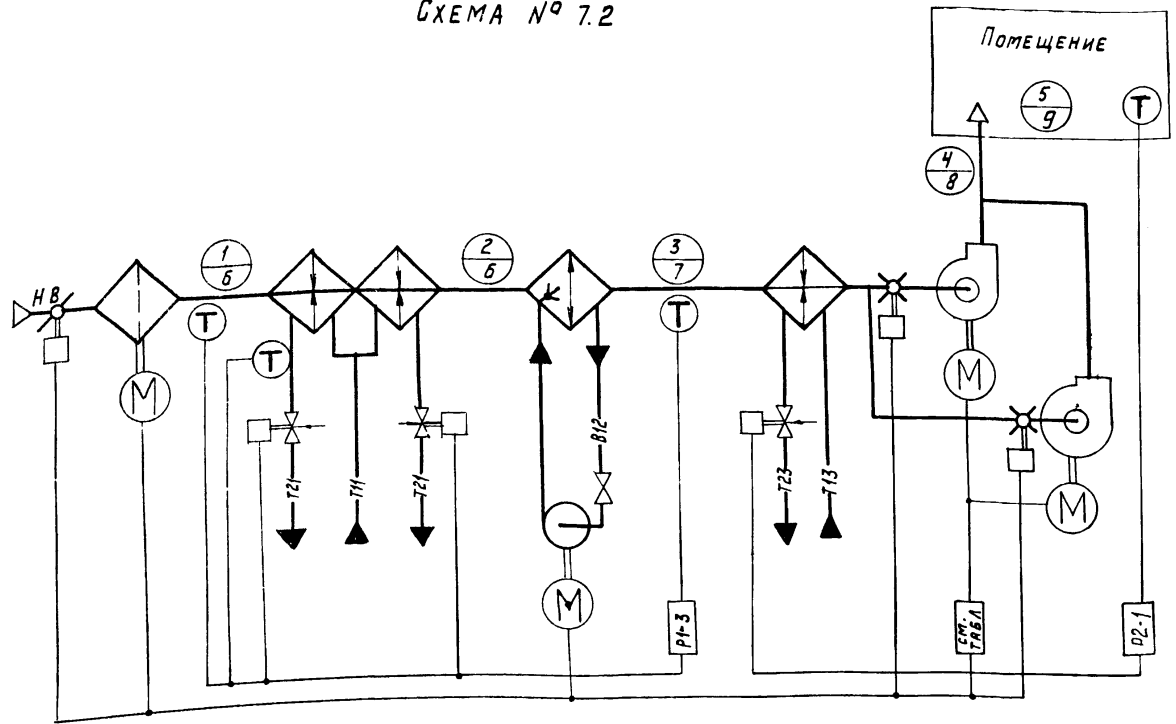 СХЕМА № 7.2
ПОМЕЩЕНИЕ
5
9
Т
4
8
1
6
2
6
3
7
НВ
Т
Т
Т
М
М
М
М
Т21
Т11
Т21
В12
Т23
Т13
Р1-3
СМ.
ТАБЛ
Р2-1